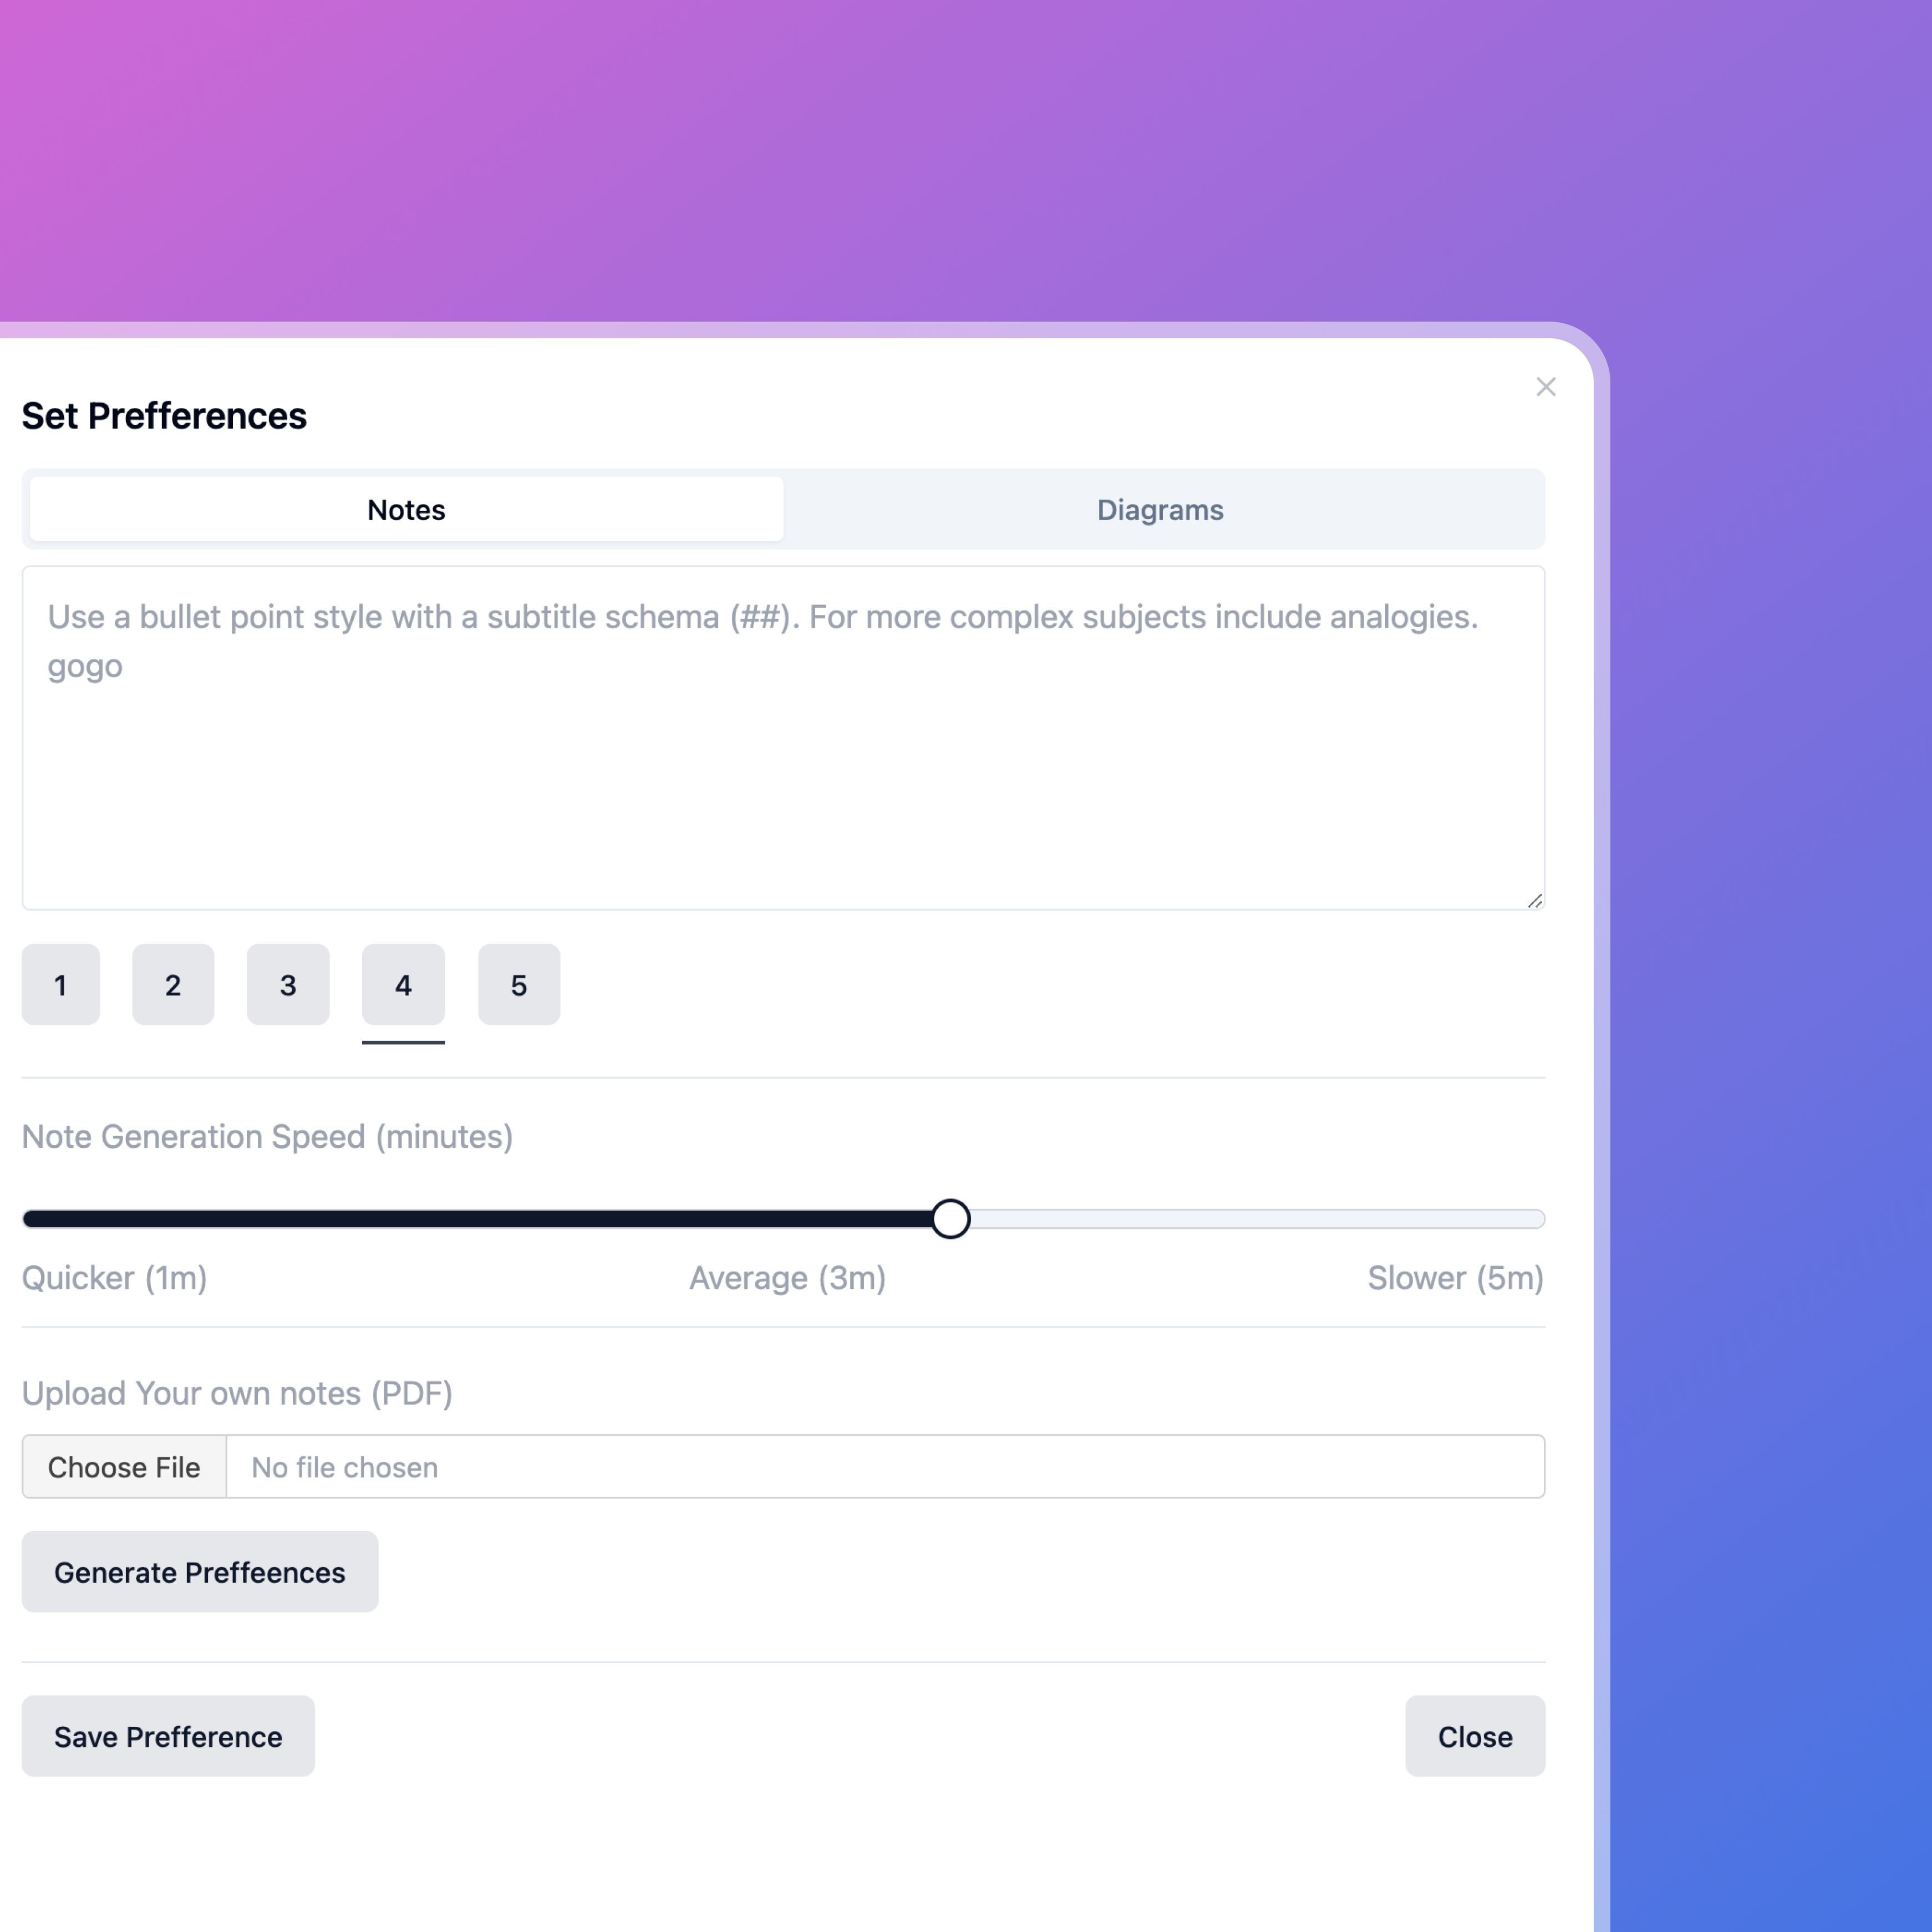 Set Prefferences
Notes Diagrams
Use a bullet point style with a subtitle schema (##). For more complex subjects include analogies.
gogo
1 2 3 4 5
Note Generation Speed (minutes)
Quicker (1m) Average (3m) Slower (5m)
Upload Your own notes (PDF)
Choose File No file chosen
Generate Preffeences
Save Prefference Close